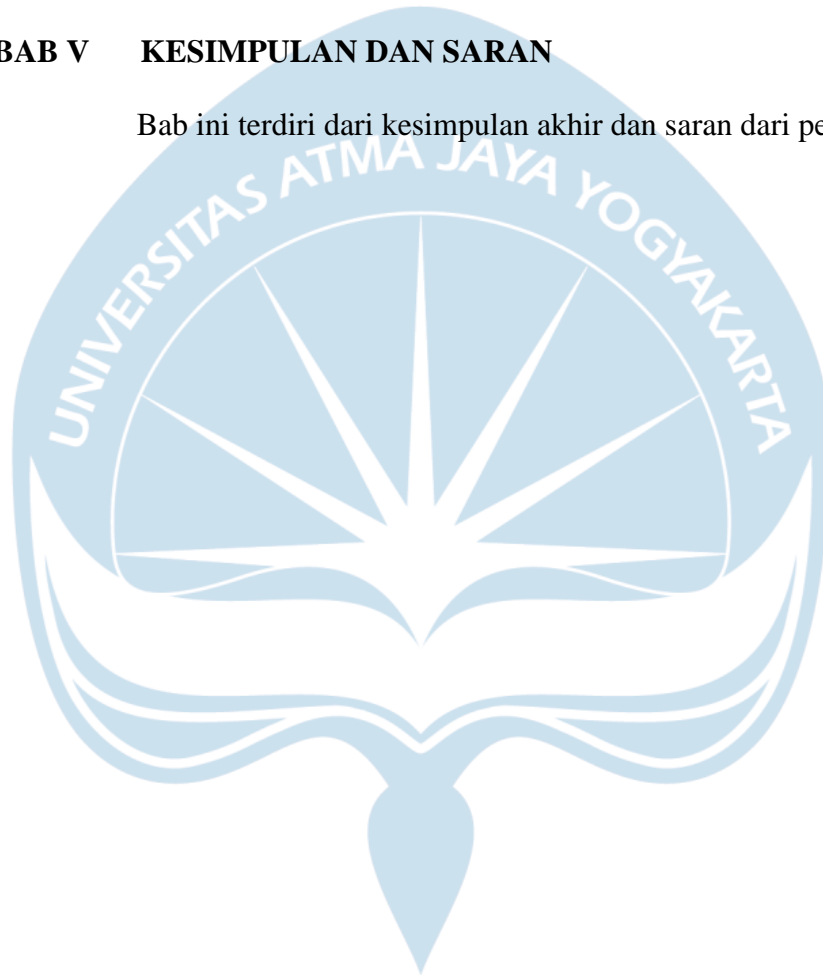 BAB V KESIMPULAN DAN SARAN
Bab ini terdiri dari kesimpulan akhir dan saran dari pe
UNIVERSITAS ATMA JAYA YOGYAKARTA